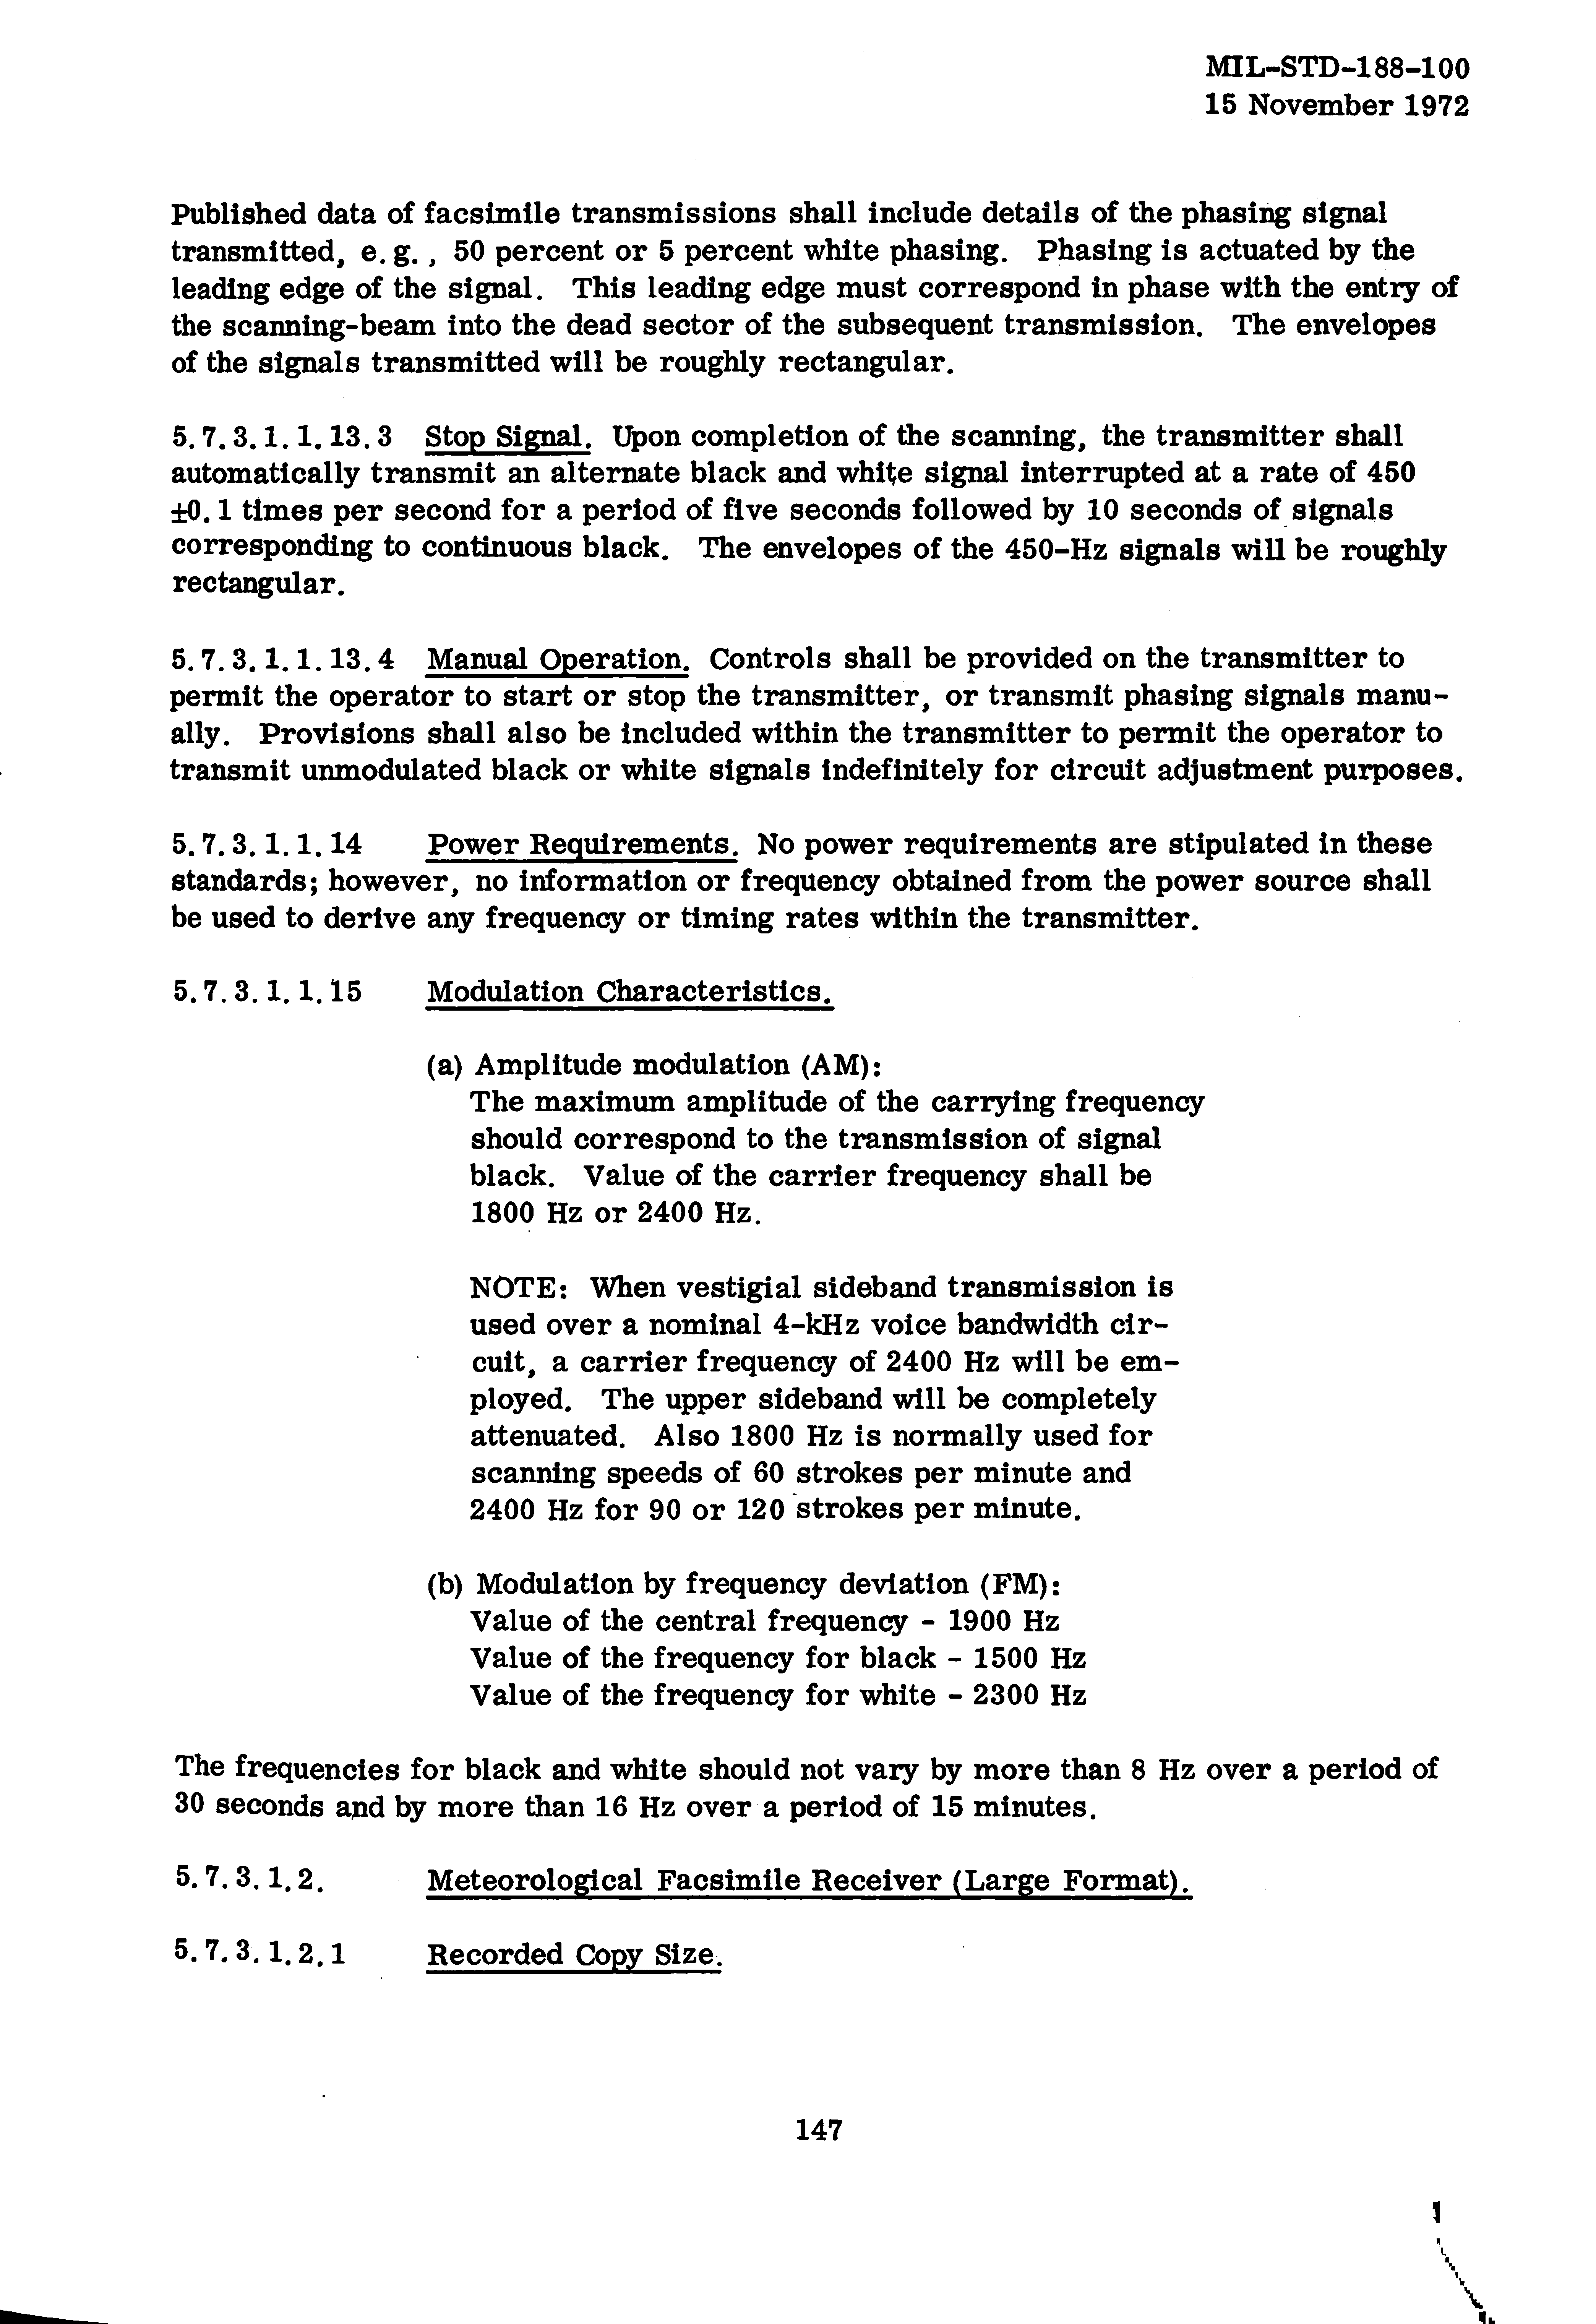 MIL-STD-188-100
15 November 1972
Published data of facsimile transmissions shall include details of the phasing signal
transmitted, e.g., 50 percent or 5 percent white phasing. Phasing is actuated by the
leading edge of the signal. This leading edge must correspond in phase with the entry of
the scanning-beam into the dead sector of the subsequent transmission. The envelopes
of the signals transmitted will be roughly rectangular.
5.7.3.1.1.13.3 Stop Signal. Upon completion of the scanning, the transmitter shall
automatically transmit an alternate black and white signal interrupted at a rate of 450
±0.1 times per second for a period of five seconds followed by 10 seconds of signals
corresponding to continuous black. The envelopes of the 450-Hz signals will be roughly
rectangular.
5.7.3.1.1.13.4 Manual Operation. Controls shall be provided on the transmitter to
permit the operator to start or stop the transmitter, or transmit phasing signals manu-
ally. Provisions shall also be included within the transmitter to permit the operator to
transmit unmodulated black or white signals indefinitely for circuit adjustment purposes.
5.7.3.1.1.14 Power Requirements. No power requirements are stipulated in these
standards; however, no information or frequency obtained from the power source shall
be used to derive any frequency or timing rates within the transmitter.
5.7.3.1.1.15 Modulation Characteristics.
(a) Amplitude modulation (AM):
The maximum amplitude of the carrying frequency
should correspond to the transmission of signal
black. Value of the carrier frequency shall be
1800 Hz or 2400 Hz.
NOTE: When vestigial sideband transmission is
used over a nominal 4-kHz voice bandwidth cir-
cuit, a carrier frequency of 2400 Hz will be em-
ployed. The upper sideband will be completely
attenuated. Also 1800 Hz is normally used for
scanning speeds of 60 strokes per minute and
2400 Hz for 90 or 120 strokes per minute.
(b) Modulation by frequency deviation (FM):
Value of the central frequency - 1900 Hz
Value of the frequency for black - 1500 Hz
Value of the frequency for white - 2300 Hz
The frequencies for black and white should not vary by more than 8 Hz over a period of
30 seconds and by more than 16 Hz over a period of 15 minutes.
5.7.3.1.2. Meteorological Facsimile Receiver (Large Format).
5.7.3.1.2.1 Recorded Copy Size.
147